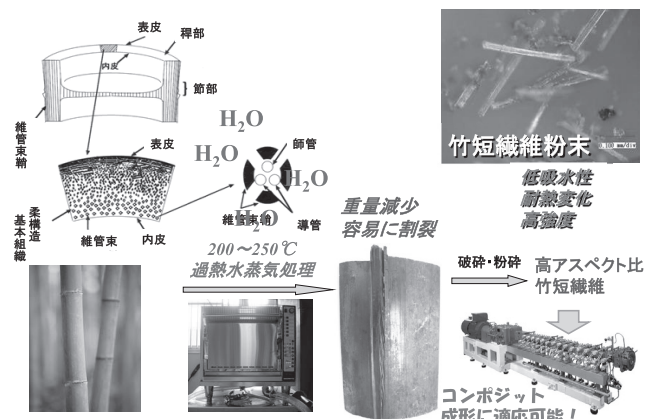 表皮
稈部
内皮
節部
維管束鞘
H₂O
H₂O
H₂O
H₂O
表皮
師管
維管束鞘
導管
基本組織
柔構造
維管束
内皮
200~250℃
過熱水蒸気処理
重量減少
容易に割裂
竹短繊維粉末
低吸水性
耐熱変化
高強度
破砕・粉砕
高アスペクト比
竹短繊維
コンポジット
成形に適応可能!